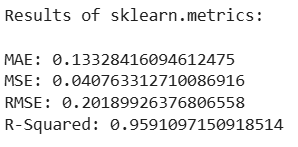 Results of sklearn.metrics:
MAE: 0.13328416094612475
MSE: 0.040763312710086916
RMSE: 0.20189926376806558
R-Squared: 0.9591097150918514